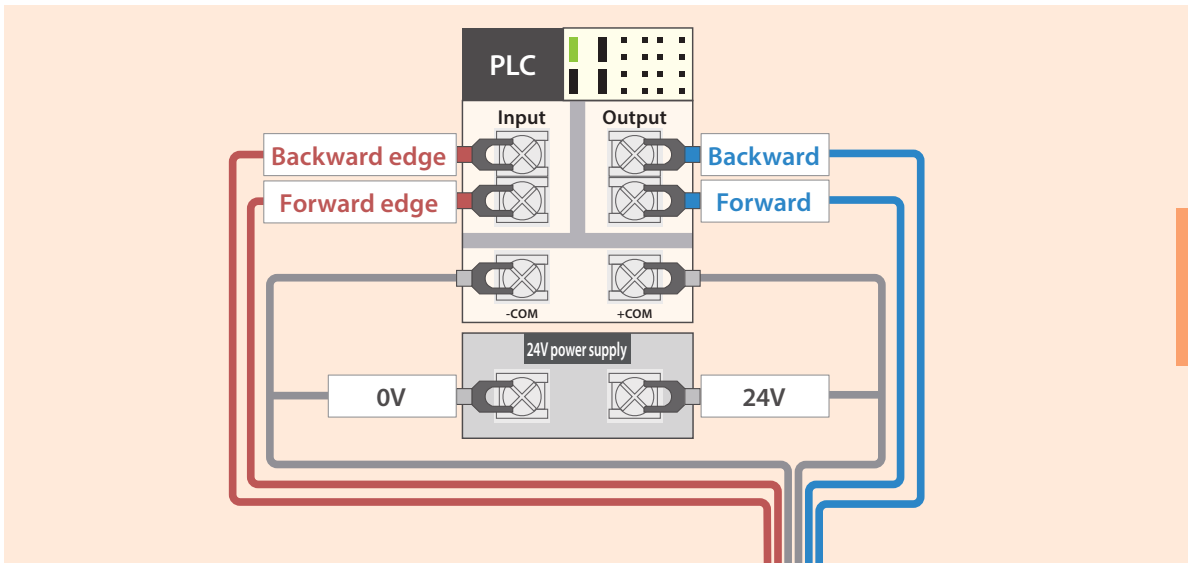 PLC
Input
Output
Backward edge
Backward
Forward edge
Forward
-COM
+COM
24V power supply
0V
24V